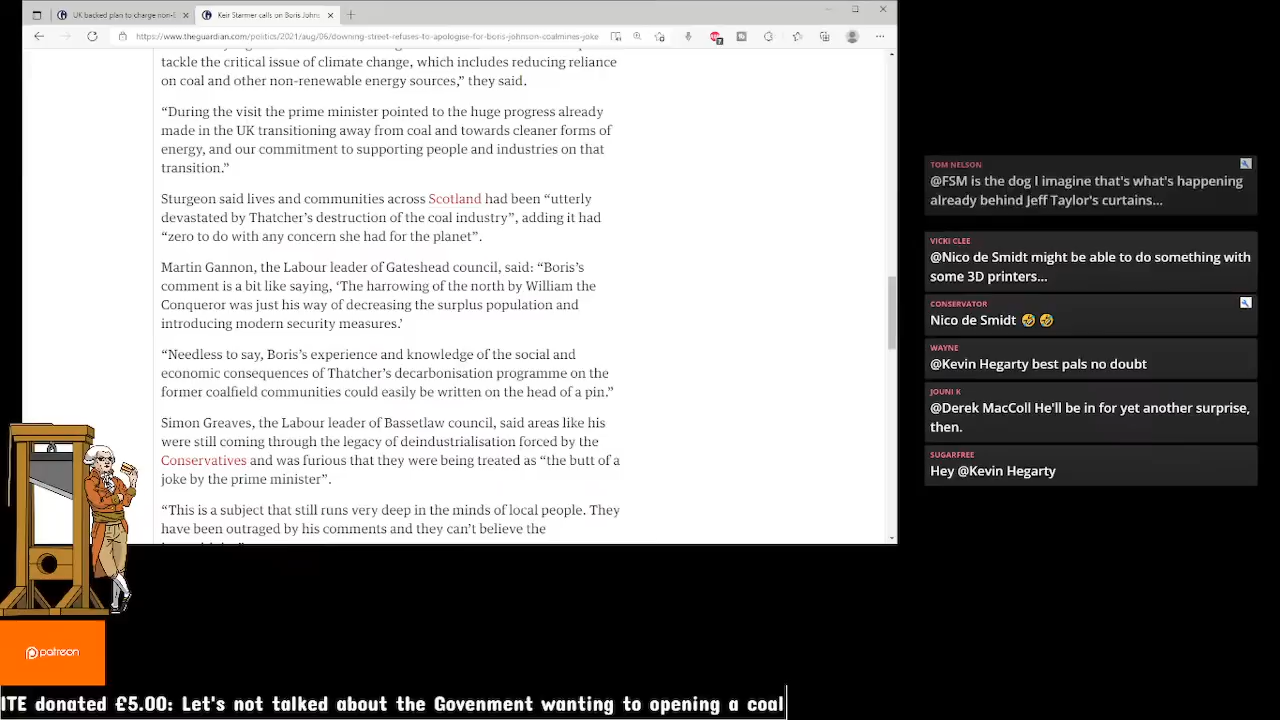 UK backed plan to charge non-E
Keir Starmer calls on Boris Johns
https://www.theguardian.com/politics/2021/aug/06/downing-street-refuses-to-apologise-for-boris-johnson-coalmines-joke
tackle the critical issue of climate change, which includes reducing reliance
on coal and other non-renewable energy sources,” they said.
“During the visit the prime minister pointed to the huge progress already
made in the UK transitioning away from coal and towards cleaner forms of
energy, and our commitment to supporting people and industries on that
transition.”
Sturgeon said lives and communities across Scotland had been “utterly
devastated by Thatcher’s destruction of the coal industry”, adding it had
“zero to do with any concern she had for the planet”.
Martin Gannon, the Labour leader of Gateshead council, said: “Boris’s
comment is a bit like saying, ‘The harrowing of the north by William the
Conqueror was just his way of decreasing the surplus population and
introducing modern security measures.’
“Needless to say, Boris’s experience and knowledge of the social and
economic consequences of Thatcher’s decarbonisation programme on the
former coalfield communities could easily be written on the head of a pin.”
Simon Greaves, the Labour leader of Bassetlaw council, said areas like his
were still coming through the legacy of deindustrialisation forced by the
Conservatives and was furious that they were being treated as “the butt of a
joke by the prime minister”.
“This is a subject that still runs very deep in the minds of local people. They
have been outraged by his comments and they can’t believe the
TOM NELSON
@FSM is the dog I imagine that's what's happening
already behind Jeff Taylor's curtains...
VICKI CLEE
@Nico de Smidt might be able to do something with
some 3D printers...
CONSERVATOR
Nico de Smidt 🤣 🤣
WAYNE
@Kevin Hegarty best pals no doubt
JOUNI K
@Derek MacColl He'll be in for yet another surprise,
then.
SUGARFREE
Hey @Kevin Hegarty
patreon
ITE donated £5.00: Let's not talked about the Govenment wanting to opening a coal